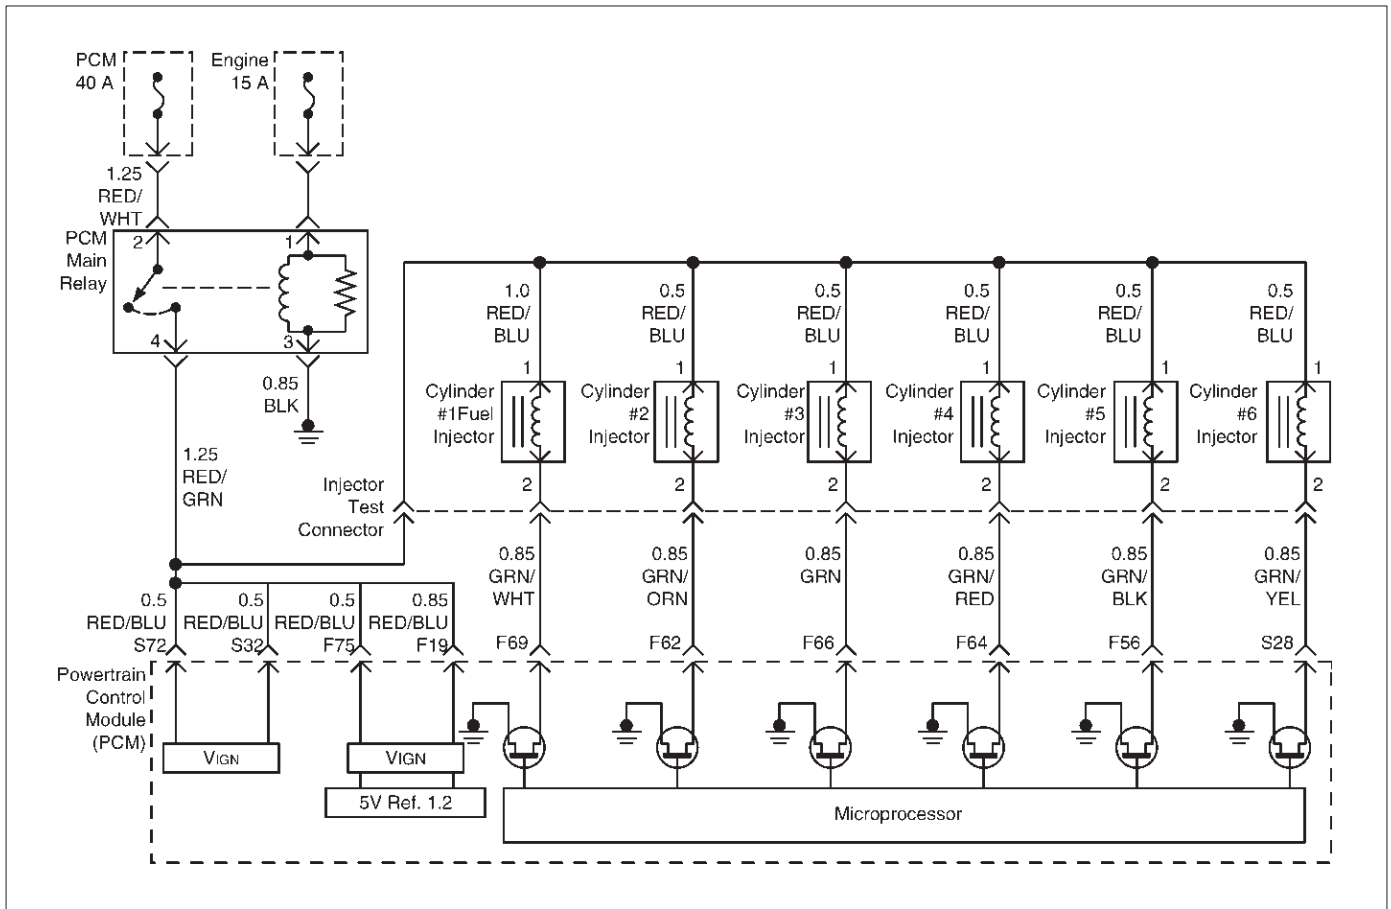 PCM
40 A
Engine
15 A
1.25
RED/
WHT
PCM
Main
Relay
2
1
4
3
0.85
BLK
1.25
RED/
GRN
1.0
RED/
BLU
0.5
RED/
BLU
0.5
RED/
BLU
0.5
RED/
BLU
0.5
RED/
BLU
0.5
RED/
BLU
1
1
1
1
1
1
Cylinder
#1Fuel
Injector
Cylinder
#2
Injector
Cylinder
#3
Injector
Cylinder
#4
Injector
Cylinder
#5
Injector
Cylinder
#6
Injector
2
2
2
2
2
2
Injector
Test
Connector
0.85
GRN/
WHT
0.85
GRN/
ORN
0.85
GRN
0.85
GRN/
RED
0.85
GRN/
BLK
0.85
GRN/
YEL
0.5
RED/BLU
S72
0.5
RED/BLU
S32
0.5
RED/BLU
F75
0.85
RED/BLU
F19
F69
F62
F66
F64
F56
S28
Powertrain
Control
Module
(PCM)
VIGN
VIGN
5V Ref. 1.2
Microprocessor